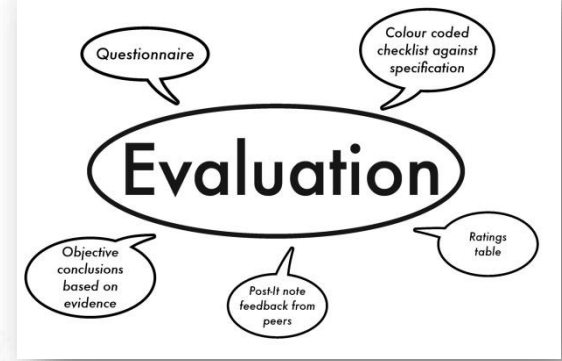 Questionnaire
Colour coded
checklist against
specification
Evaluation
Objective
conclusions
based on
evidence
Post-It note
feedback from
peers
Ratings
table